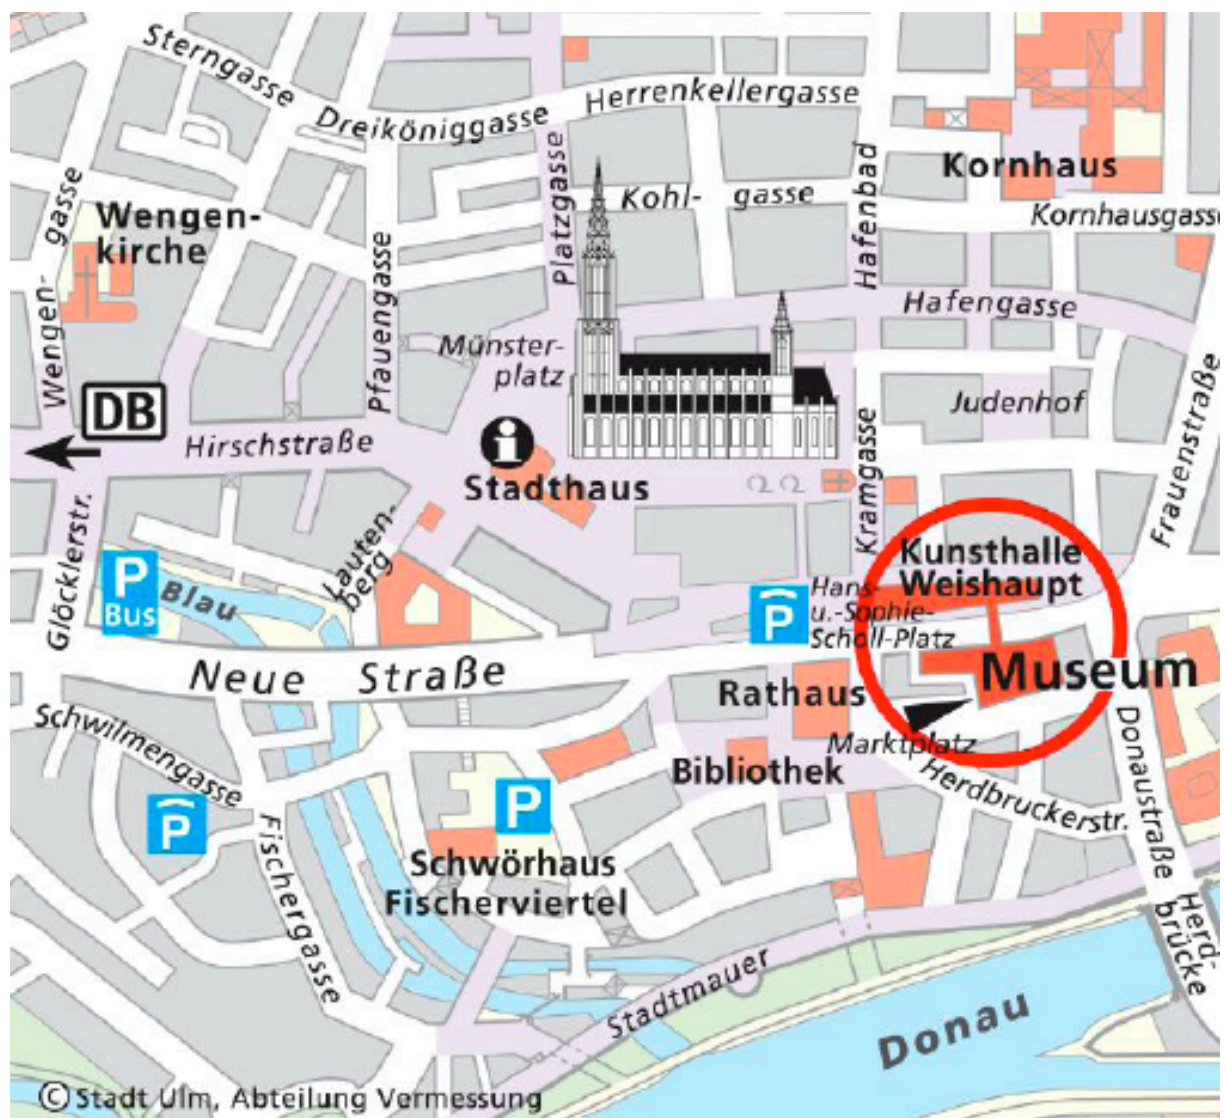 Sterngasse
Dreiköniggasse
Herrenkellergasse
Platzgasse
Hafenbad
Kornhaus
Kohl-
gasse
Kornhausgasse
Wengen-
gasse
Wengen-
kirche
Pfauengasse
Hafengasse
Münster-
platz
Frauenstraße
DB
Hirschstraße
Judenhof
i
Stadthaus
Kramgasse
Glöcklerstr.
Lauten-
berg
P
Bus
Blau
Kunsthalle
Weishaupt
P
Hans-
u.-Sophie-
Scholl-Platz
Neue Straße
Museum
Rathaus
Marktplatz
Bibliothek
Herdbruckerstr.
Donaustraße
Schwilmengasse
P
P
Fischergasse
Schwörhaus
Fischerviertel
Herd-
brücke
Stadtmauer
Donau
© Stadt Ulm, Abteilung Vermessung